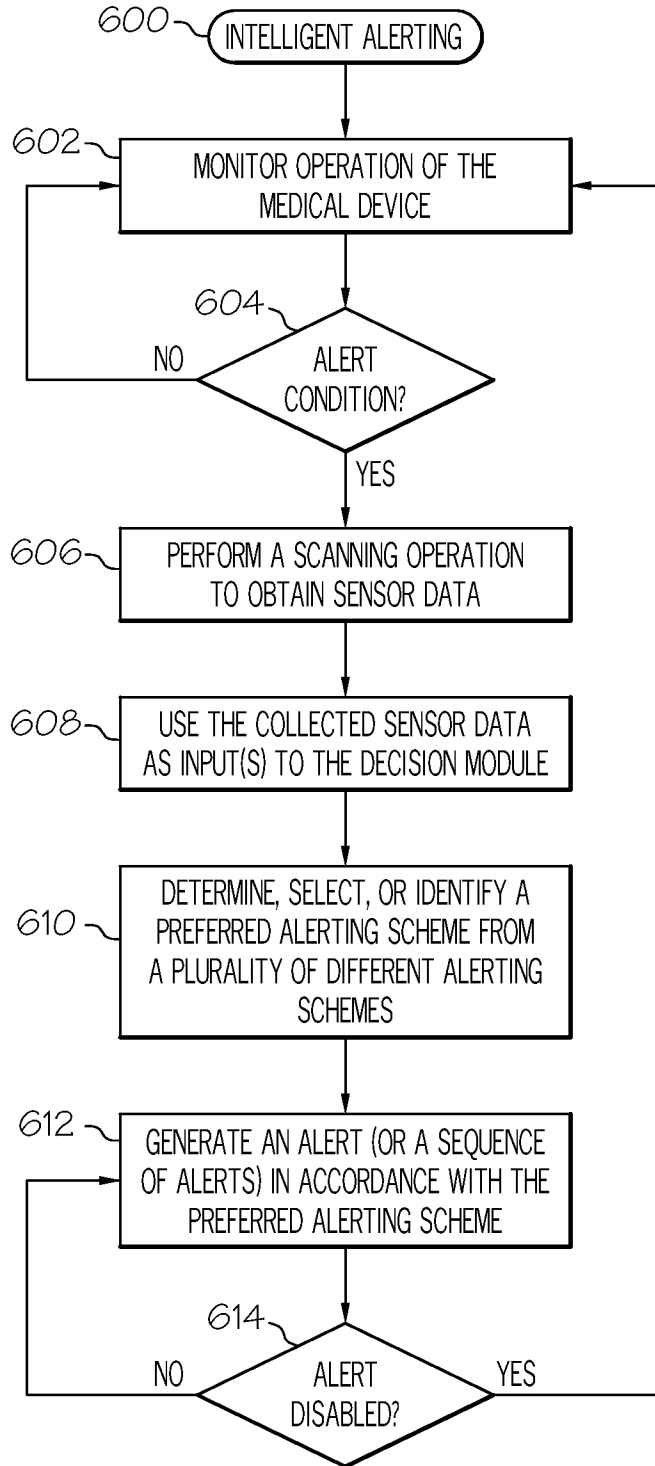 600
INTELLIGENT ALERTING
602
MONITOR OPERATION OF THE
MEDICAL DEVICE
604
NO
ALERT
CONDITION?
YES
606
PERFORM A SCANNING OPERATION
TO OBTAIN SENSOR DATA
608
USE THE COLLECTED SENSOR DATA
AS INPUT(S) TO THE DECISION MODULE
610
DETERMINE, SELECT, OR IDENTIFY A
PREFERRED ALERTING SCHEME FROM
A PLURALITY OF DIFFERENT ALERTING
SCHEMES
612
GENERATE AN ALERT (OR A SEQUENCE
OF ALERTS) IN ACCORDANCE WITH THE
PREFERRED ALERTING SCHEME
614
NO
ALERT
DISABLED?
YES